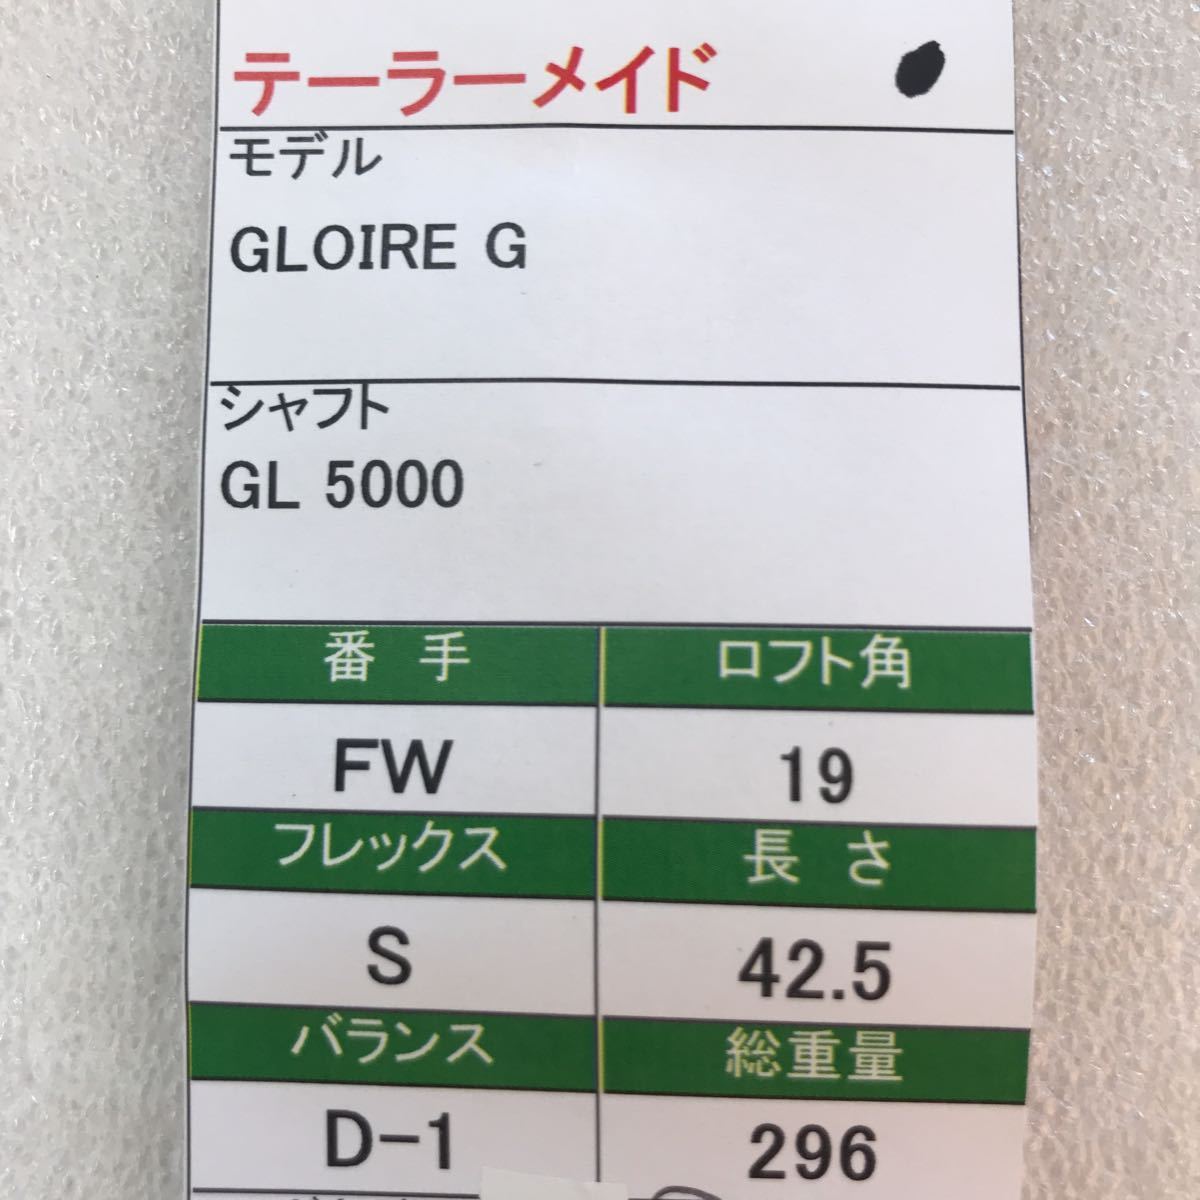 テーラーメイド
モデル
GLOIRE G
シャフト
GL 5000
番 手 ロフト角
FW 19
フレックス 長 さ
S 42.5
バランス 総重量
D-1 296